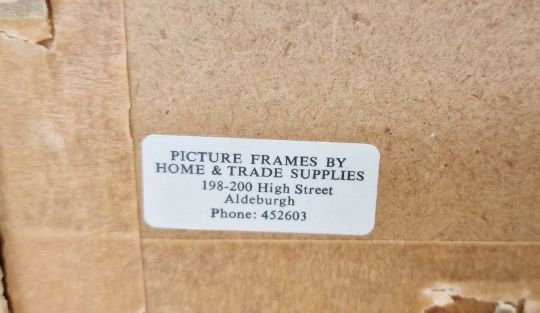 PICTURE FRAMES BY
HOME & TRADE SUPPLIES
198-200 High Street
Aldeburgh
Phone: 452603